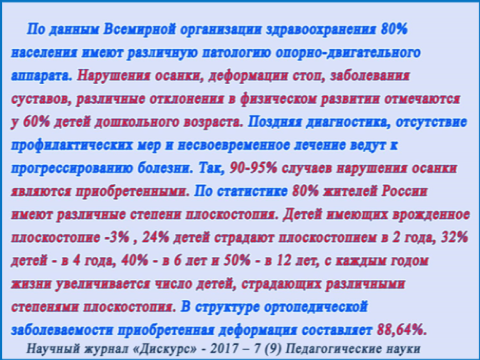 По данным Всемирной организации здравоохранения 80%
населения имеют различную патологию опорно-двигательного
аппарата. Нарушения осанки, деформации стоп, заболевания
суставов, различные отклонения в физическом развитии отмечаются
у 60% детей дошкольного возраста. Поздняя диагностика, отсутствие
профилактических мер и несвоевременное лечение ведут к
прогрессированию болезни. Так, 90-95% случаев нарушения осанки
являются приобретенными. По статистике 80% жителей России
имеют различные степени плоскостопия. Детей имеющих врожденное
плоскостопие -3% , 24% детей страдают плоскостопием в 2 года, 32%
детей - в 4 года, 40% - в 6 лет и 50% - в 12 лет, с каждым годом
жизни увеличивается число детей, страдающих различными
степенями плоскостопия. В структуре ортопедической
заболеваемости приобретенная деформация составляет 88,64%.
Научный журнал «Дискурс» - 2017 – 7 (9) Педагогические науки